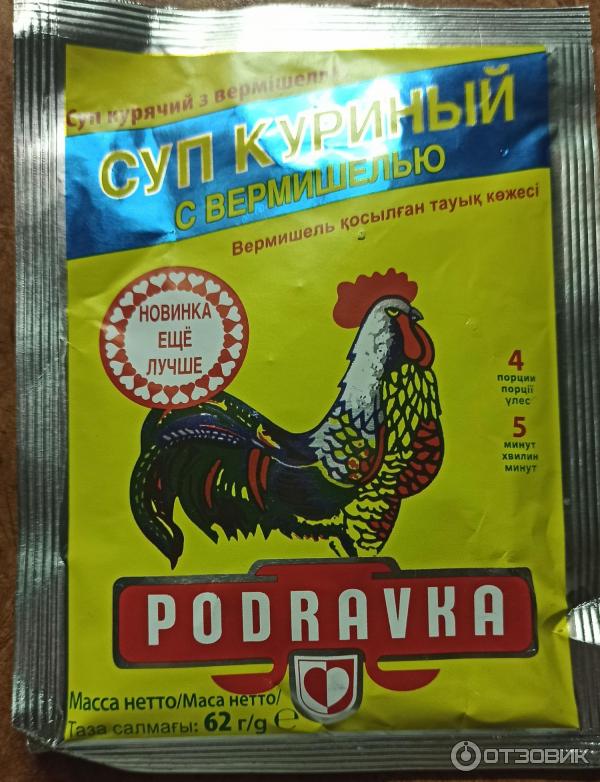 Суп курячий з вермішеллю
СУП КУРИНЫЙ
С ВЕРМИШЕЛЬЮ
Вермишель қосылған тауық көжесі
НОВИНКА
ЕЩЁ
ЛУЧШЕ
4
порции
порції
үлес
5
минут
хвилин
минут
PODRAVKA
Масса нетто/Маса нетто/
Таза салмағы: 62 г/g ℮
ОТЗОВИК